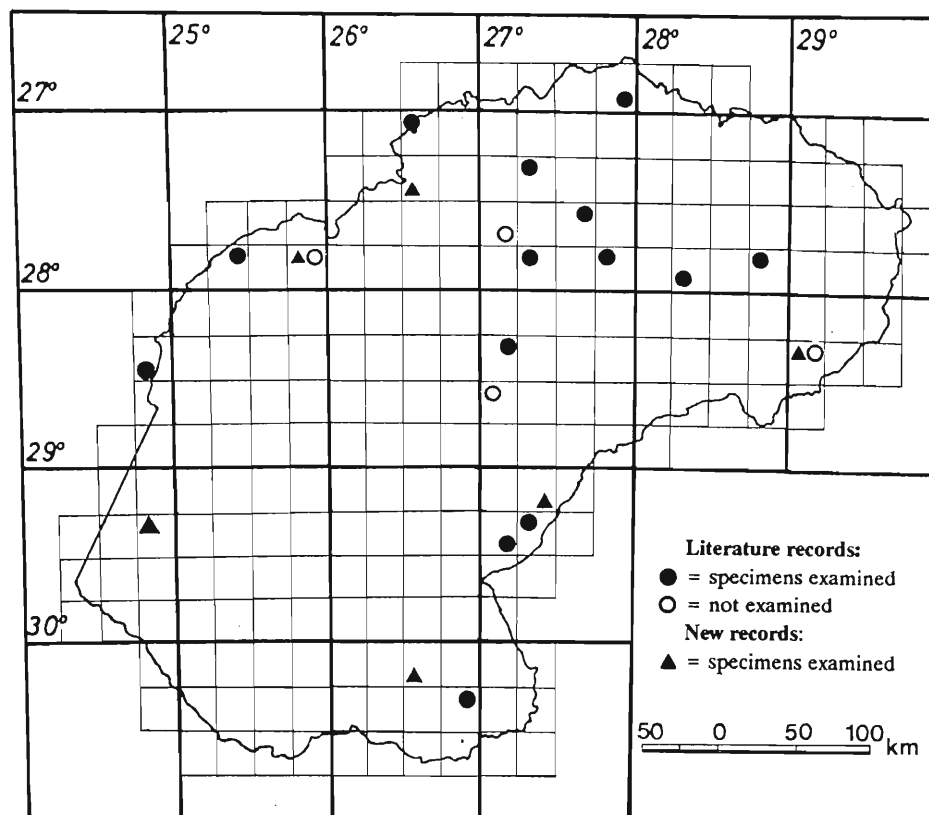 25° 26° 27° 28° 29°
27°
28°
29°
30°
Literature records:
● = specimens examined
○ = not examined
New records:
▲ = specimens examined
50 0 50 100 km